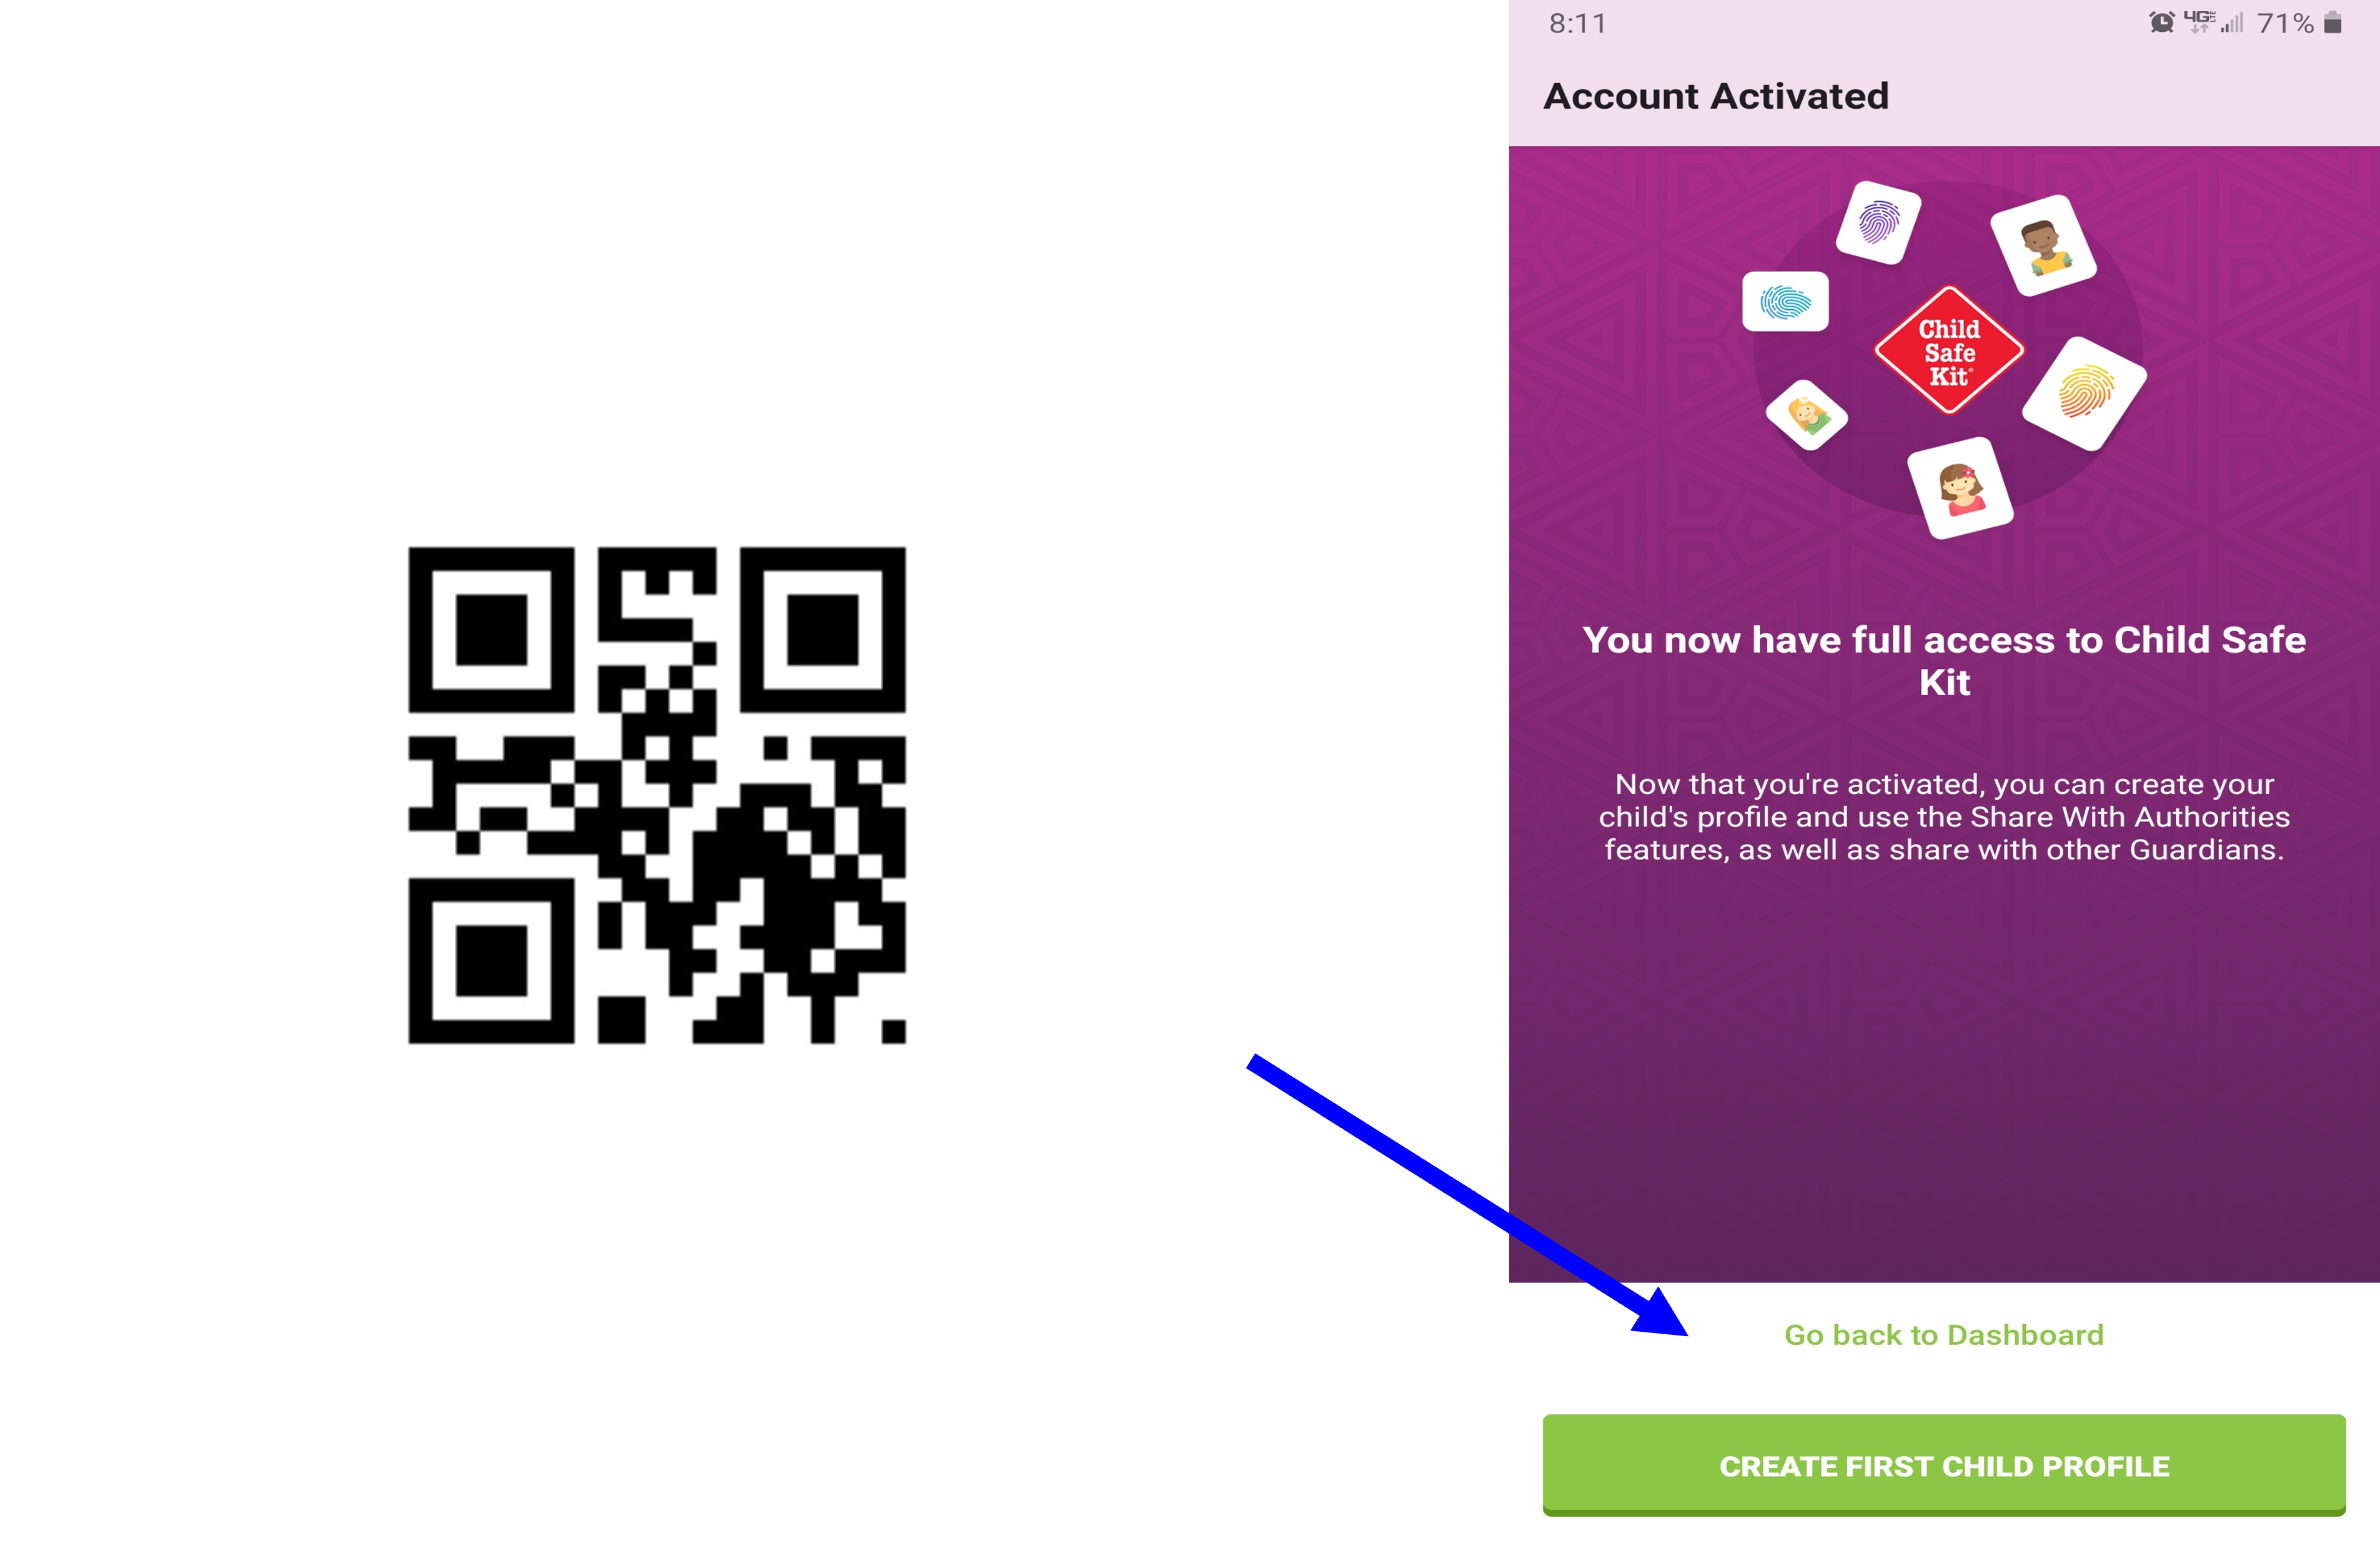 8:11 4G LTE 71%
Account Activated
Child
Safe
Kit®
You now have full access to Child Safe
Kit
Now that you're activated, you can create your
child's profile and use the Share With Authorities
features, as well as share with other Guardians.
Go back to Dashboard
CREATE FIRST CHILD PROFILE